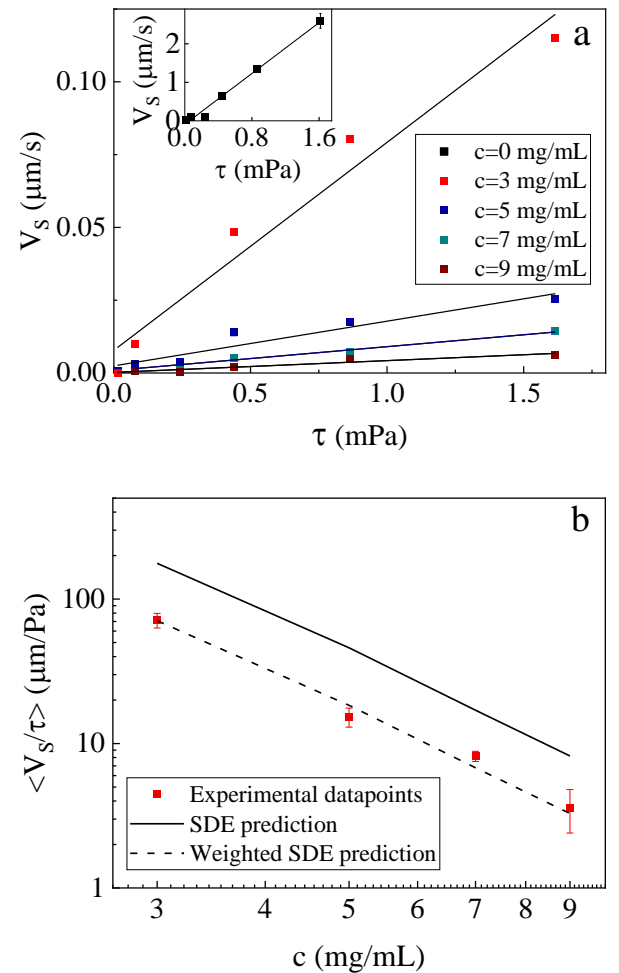 a
V_S (μm/s)
2
1
0
0.0 0.8 1.6
τ (mPa)
V_S (μm/s)
0.10
0.05
0.00
c=0 mg/mL
c=3 mg/mL
c=5 mg/mL
c=7 mg/mL
c=9 mg/mL
0.0 0.5 1.0 1.5
τ (mPa)
b
<V_S/τ> (μm/Pa)
100
10
1
Experimental datapoints
SDE prediction
Weighted SDE prediction
3 4 5 6 7 8 9
c (mg/mL)